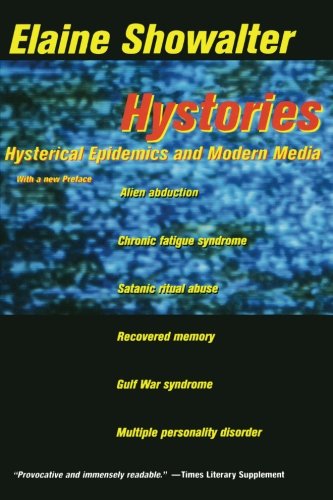 Elaine Showalter
Hystories
Hysterical Epidemics and Modern Media
With a new Preface
Alien abduction
Chronic fatigue syndrome
Satanic ritual abuse
Recovered memory
Gulf War syndrome
Multiple personality disorder
"Provocative and immensely readable." —Times Literary Supplement